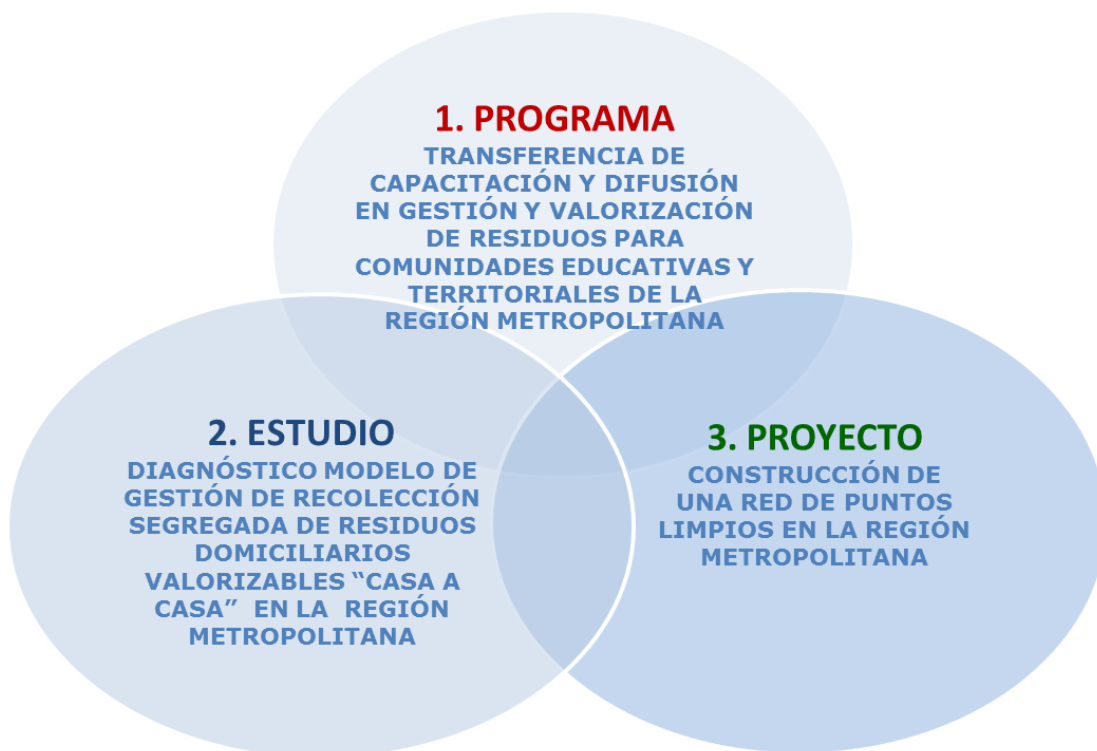 1. PROGRAMA
TRANSFERENCIA DE
CAPACITACIÓN Y DIFUSIÓN
EN GESTIÓN Y VALORIZACIÓN
DE RESIDUOS PARA
COMUNIDADES EDUCATIVAS Y
TERRITORIALES DE LA
REGIÓN METROPOLITANA
2. ESTUDIO
DIAGNÓSTICO MODELO DE
GESTIÓN DE RECOLECCIÓN
SEGREGADA DE RESIDUOS
DOMICILIARIOS
VALORIZABLES “CASA A
CASA” EN LA REGIÓN
METROPOLITANA
3. PROYECTO
CONSTRUCCIÓN DE
UNA RED DE PUNTOS
LIMPIOS EN LA REGIÓN
METROPOLITANA